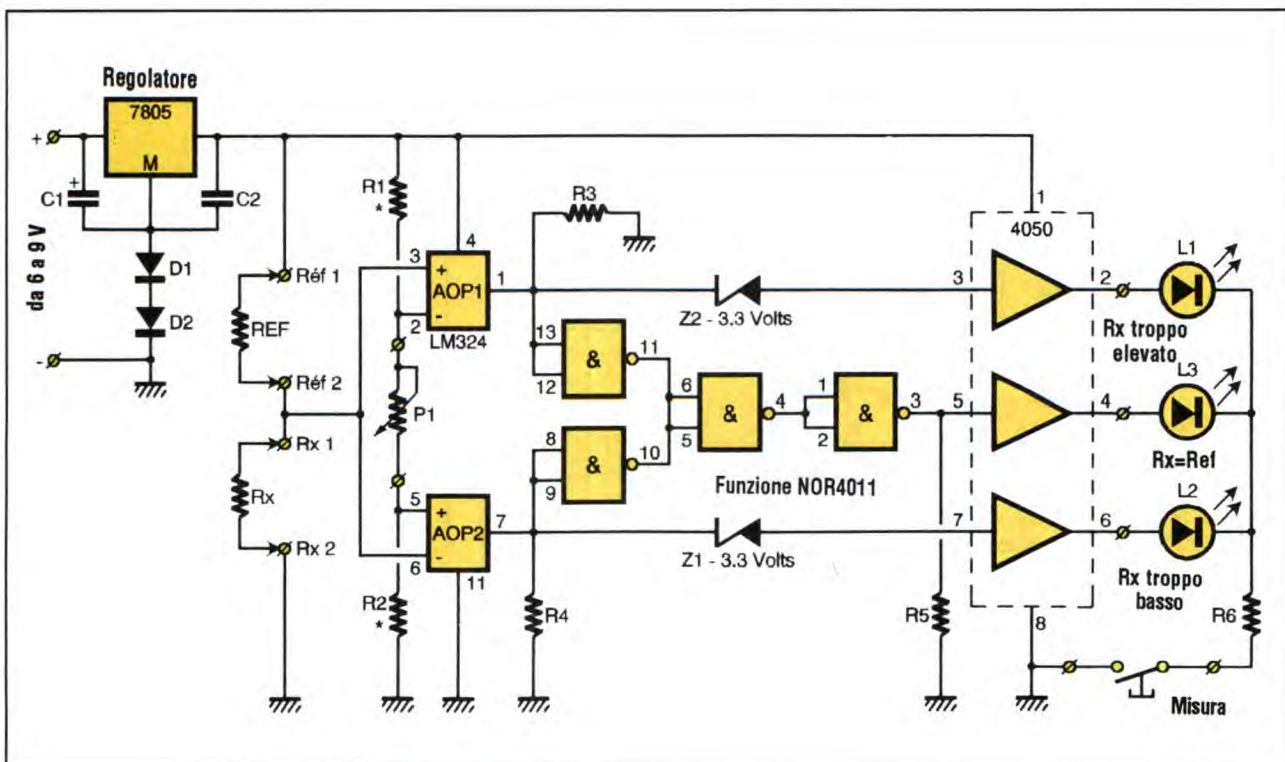 Regolatore
7805
M
+
-
da 6 a 9 V
C1
+
C2
D1
D2
Réf 1
REF
Réf 2
Rx 1
Rx
Rx 2
R1
*
3
4
+
AOP1
1
-
2
LM324
P1
5
+
AOP2
7
-
6
11
R2
*
R3
Z2 - 3.3 Volts
13
12
&
11
8
9
&
10
6
5
&
4
1
2
&
3
Funzione NOR4011
Z1 - 3.3 Volts
R4
R5
1
4050
3
2
5
4
7
6
8
L1
Rx troppo
elevato
L3
Rx=Ref
L2
Rx troppo
basso
R6
Misura